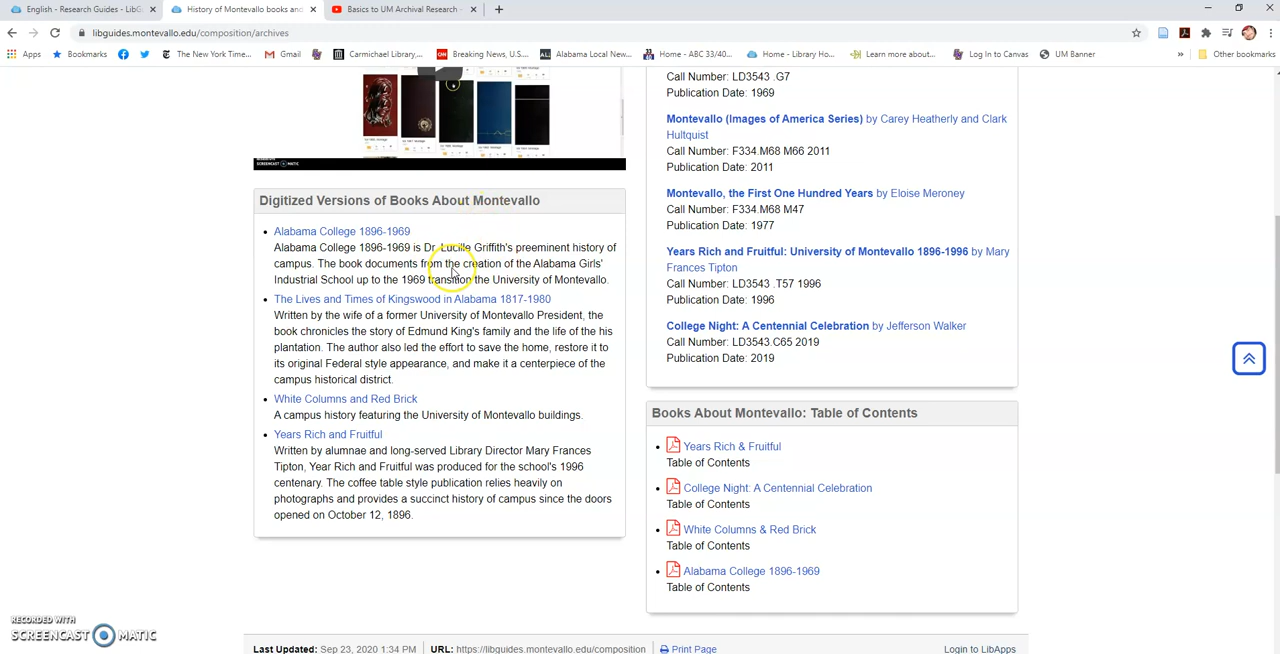 English - Research Guides - LibG
History of Montevallo books and
Basics to UM Archival Research -
libguides.montevallo.edu/composition/archives
Apps
Bookmarks
The New York Time...
Gmail
Carmichael Library,...
Breaking News, U.S....
Alabama Local New...
Home - ABC 33/40...
Home - Library Ho...
Learn more about...
Log In to Canvas
UM Banner
Other bookmarks
SCREENCAST MATIC
Digitized Versions of Books About Montevallo
Alabama College 1896-1969
Alabama College 1896-1969 is Dr. Lucille Griffith's preeminent history of
campus. The book documents from the creation of the Alabama Girls'
Industrial School up to the 1969 transition the University of Montevallo.
The Lives and Times of Kingswood in Alabama 1817-1980
Written by the wife of a former University of Montevallo President, the
book chronicles the story of Edmund King's family and the life of the his
plantation. The author also led the effort to save the home, restore it to
its original Federal style appearance, and make it a centerpiece of the
campus historical district.
White Columns and Red Brick
A campus history featuring the University of Montevallo buildings.
Years Rich and Fruitful
Written by alumnae and long-served Library Director Mary Frances
Tipton, Year Rich and Fruitful was produced for the school's 1996
centenary. The coffee table style publication relies heavily on
photographs and provides a succinct history of campus since the doors
opened on October 12, 1896.
Call Number: LD3543 .G7
Publication Date: 1969
Montevallo (Images of America Series) by Carey Heatherly and Clark
Hultquist
Call Number: F334.M68 M66 2011
Publication Date: 2011
Montevallo, the First One Hundred Years by Eloise Meroney
Call Number: F334.M68 M47
Publication Date: 1977
Years Rich and Fruitful: University of Montevallo 1896-1996 by Mary
Frances Tipton
Call Number: LD3543 .T57 1996
Publication Date: 1996
College Night: A Centennial Celebration by Jefferson Walker
Call Number: LD3543.C65 2019
Publication Date: 2019
Books About Montevallo: Table of Contents
Years Rich & Fruitful
Table of Contents
College Night: A Centennial Celebration
Table of Contents
White Columns & Red Brick
Table of Contents
Alabama College 1896-1969
Table of Contents
RECORDED WITH
SCREENCAST MATIC
Last Updated: Sep 23, 2020 1:34 PM
URL: https://libguides.montevallo.edu/composition
Print Page
Login to LibApps